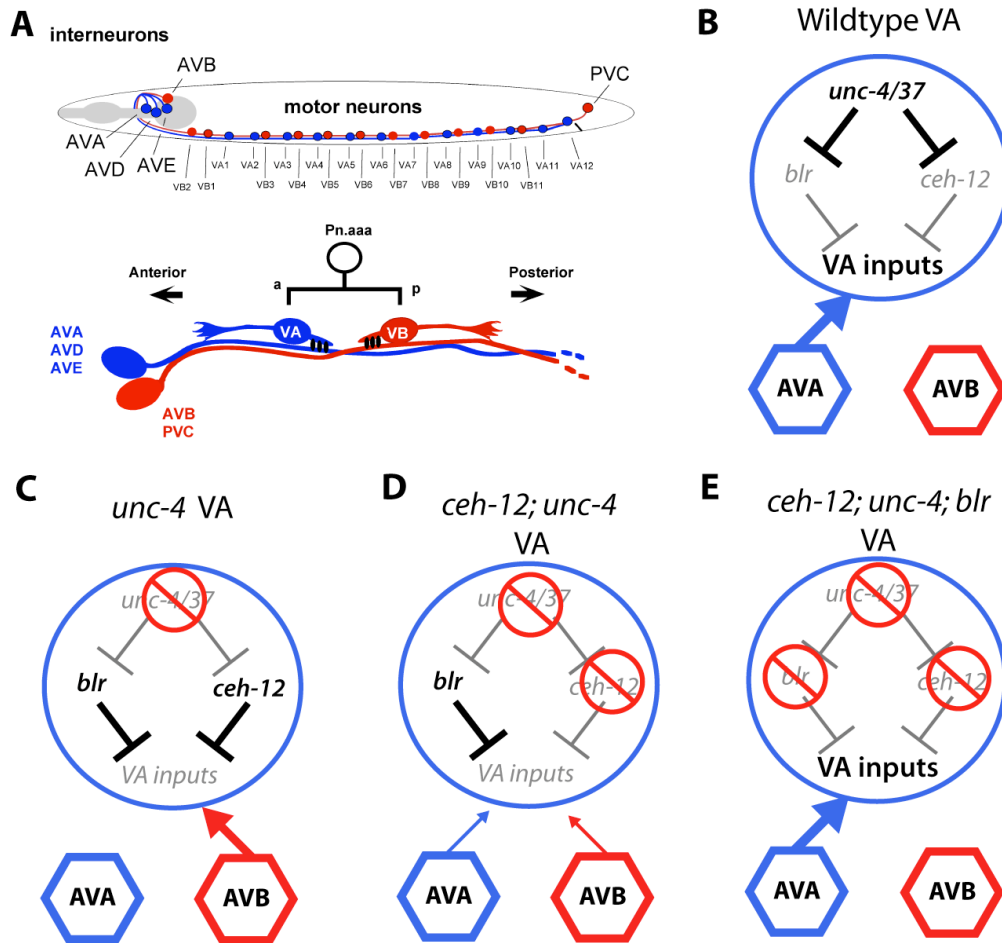 A
interneurons
AVB
PVC
motor neurons
AVA
AVD
AVE
VA1 VA2 VA3 VA4 VA5 VA6 VA7 VA8 VA9 VA10 VA11 VA12
VB2 VB1 VB3 VB4 VB5 VB6 VB7 VB8 VB9 VB10 VB11
Pn.aaa
Anterior
a
p
Posterior
VA
VB
AVA
AVD
AVE
AVB
PVC
B
Wildtype VA
unc-4/37
blr
ceh-12
VA inputs
AVA
AVB
C
unc-4 VA
unc-4/37
blr
ceh-12
VA inputs
AVA
AVB
D
ceh-12; unc-4
VA
unc-4/37
blr
ceh-12
VA inputs
AVA
AVB
E
ceh-12; unc-4; blr
VA
unc-4/37
blr
ceh-12
VA inputs
AVA
AVB